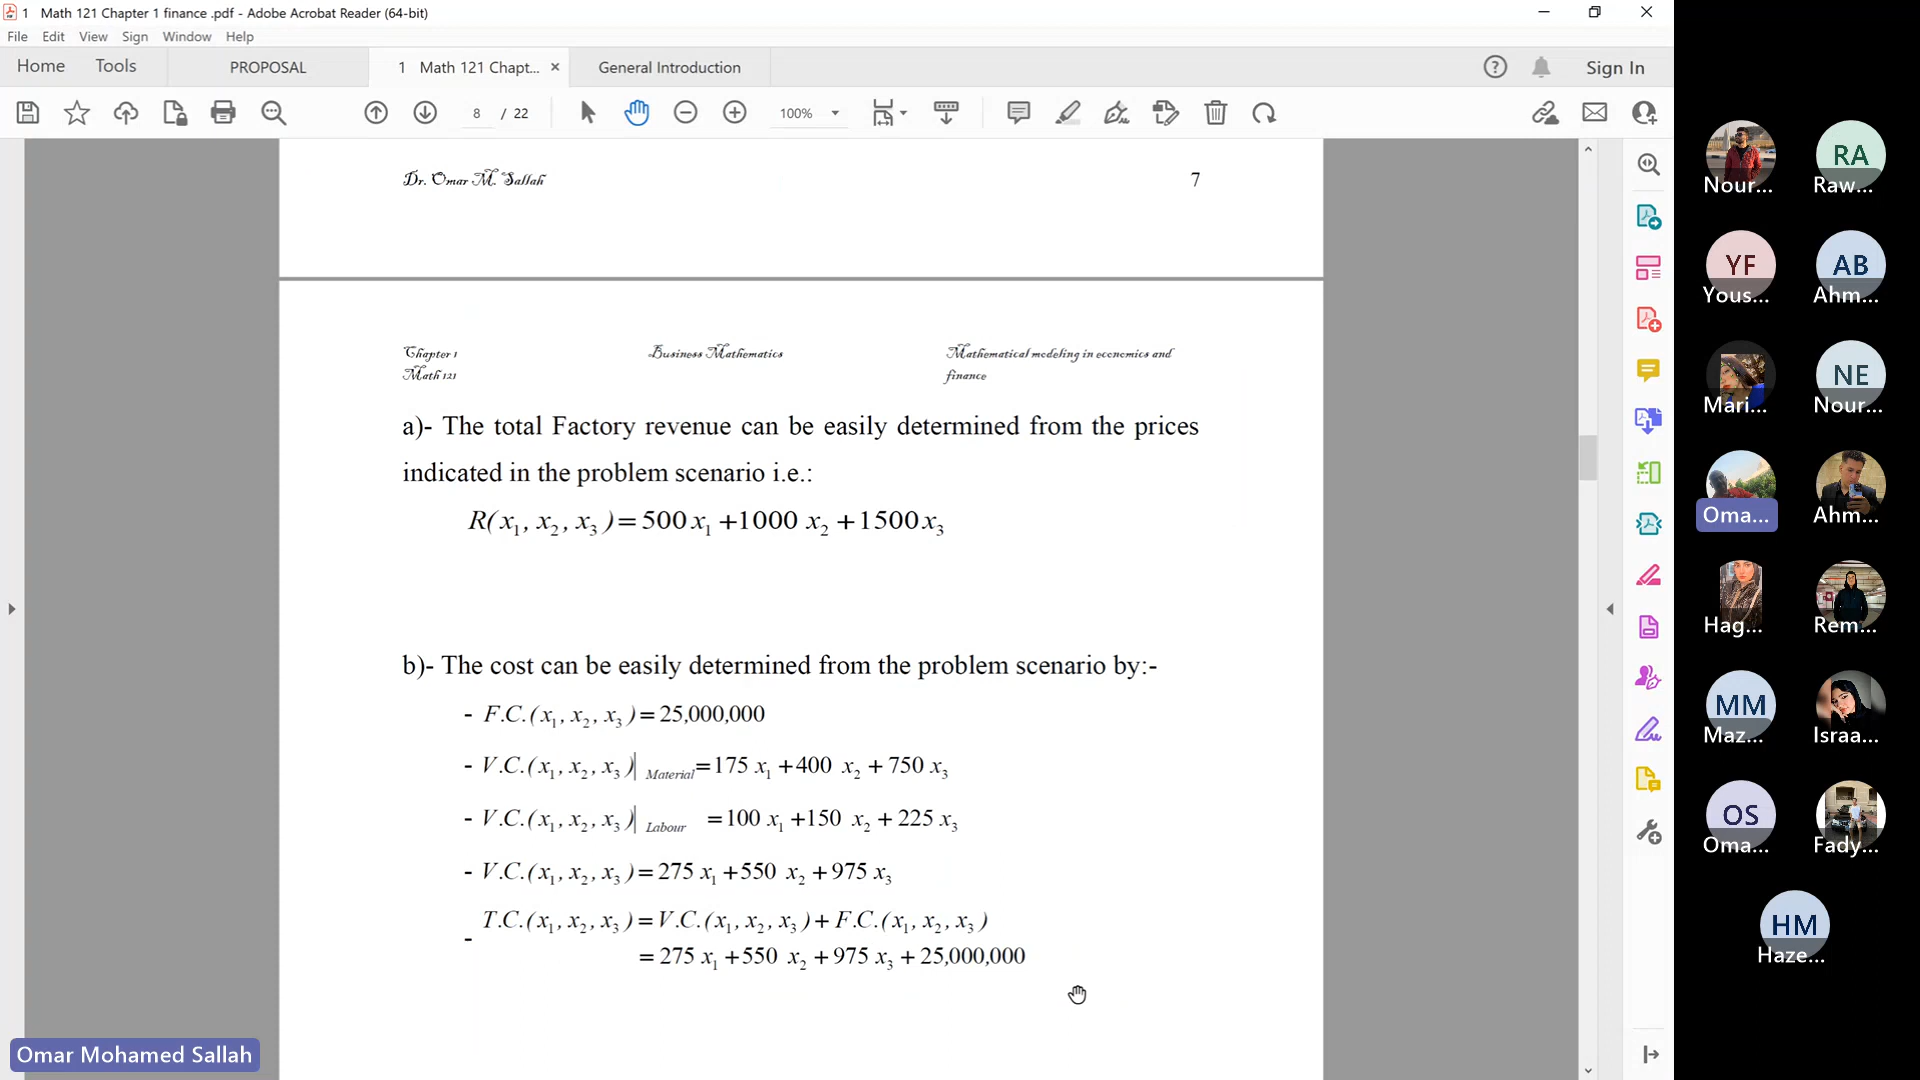 1 Math 121 Chapter 1 finance .pdf - Adobe Acrobat Reader (64-bit)
File Edit View Sign Window Help
Home Tools PROPOSAL 1 Math 121 Chapt... × General Introduction Sign In
8 / 22 100%
Dr. Omar M. Sallah 7
Chapter 1 Business Mathematics Mathematical modeling in economics and
Math 121 finance
a)- The total Factory revenue can be easily determined from the prices
indicated in the problem scenario i.e.:
R(x₁, x₂, x₃)=500x₁+1000 x₂+1500x₃
b)- The cost can be easily determined from the problem scenario by:-
- F.C.(x₁, x₂, x₃)=25,000,000
- V.C.(x₁, x₂, x₃)| Material=175 x₁+400 x₂+750 x₃
- V.C.(x₁, x₂, x₃)| Labour =100 x₁+150 x₂+225 x₃
- V.C.(x₁, x₂, x₃)=275 x₁+550 x₂+975 x₃
- T.C.(x₁, x₂, x₃)=V.C.(x₁, x₂, x₃)+F.C.(x₁, x₂, x₃)
=275 x₁+550 x₂+975 x₃+25,000,000
Omar Mohamed Sallah
RA
Nour... Raw...
YF AB
Yous... Ahm...
NE
Mari... Nour...
Oma... Ahm...
Hag... Rem...
MM
Maz... Israa...
OS
Oma... Fady...
HM
Haze...